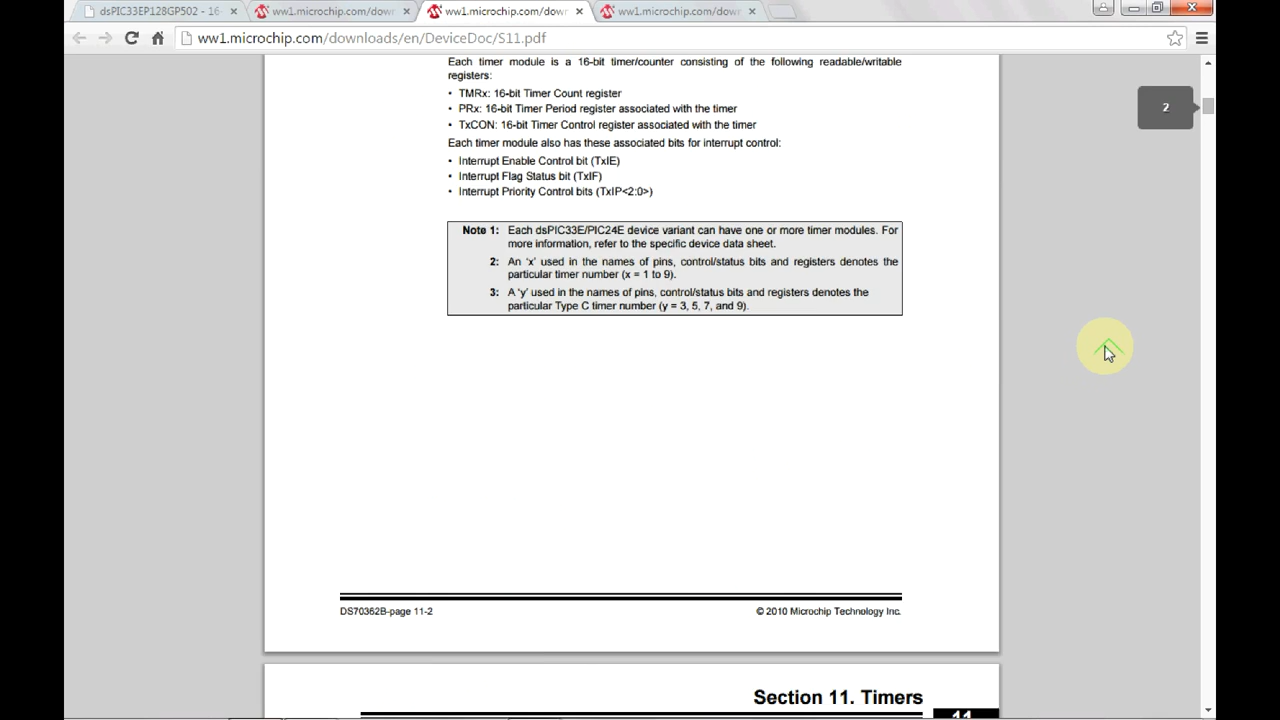 dsPIC33EP128GP502 - 16-
ww1.microchip.com/down
ww1.microchip.com/down
ww1.microchip.com/down
ww1.microchip.com/downloads/en/DeviceDoc/S11.pdf
Each timer module is a 16-bit timer/counter consisting of the following readable/writable
registers:
• TMRx: 16-bit Timer Count register
• PRx: 16-bit Timer Period register associated with the timer
• TxCON: 16-bit Timer Control register associated with the timer
Each timer module also has these associated bits for interrupt control:
• Interrupt Enable Control bit (TxIE)
• Interrupt Flag Status bit (TxIF)
• Interrupt Priority Control bits (TxIP<2:0>)
Note 1: Each dsPIC33E/PIC24E device variant can have one or more timer modules. For
more information, refer to the specific device data sheet.
2: An 'x' used in the names of pins, control/status bits and registers denotes the
particular timer number (x = 1 to 9).
3: A 'y' used in the names of pins, control/status bits and registers denotes the
particular Type C timer number (y = 3, 5, 7, and 9).
2
DS70362B-page 11-2
© 2010 Microchip Technology Inc.
Section 11. Timers
11